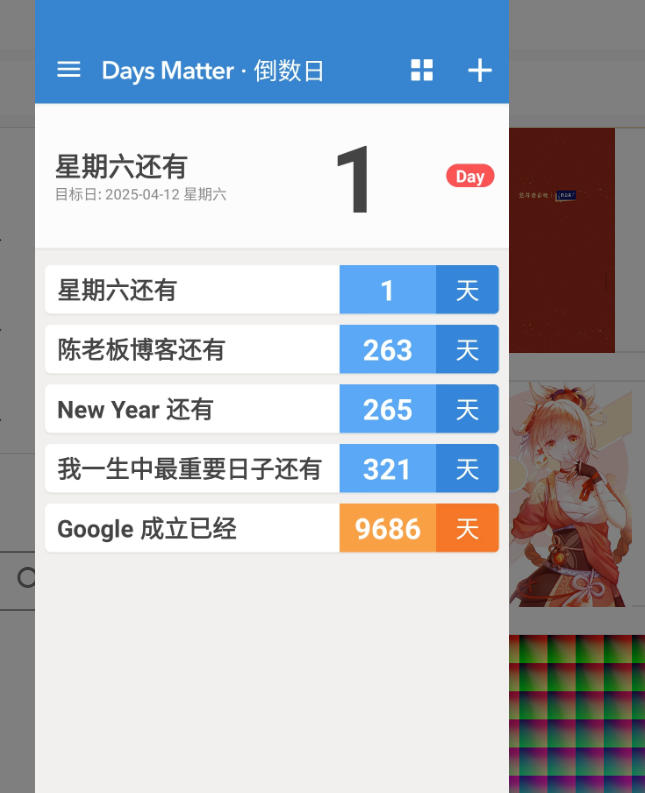 Days Matter · 倒数日
星期六还有
1
Day
目标日: 2025-04-12 星期六
星期六还有 1 天
陈老板博客还有 263 天
New Year 还有 265 天
我一生中最重要日子还有 321 天
Google 成立已经 9686 天